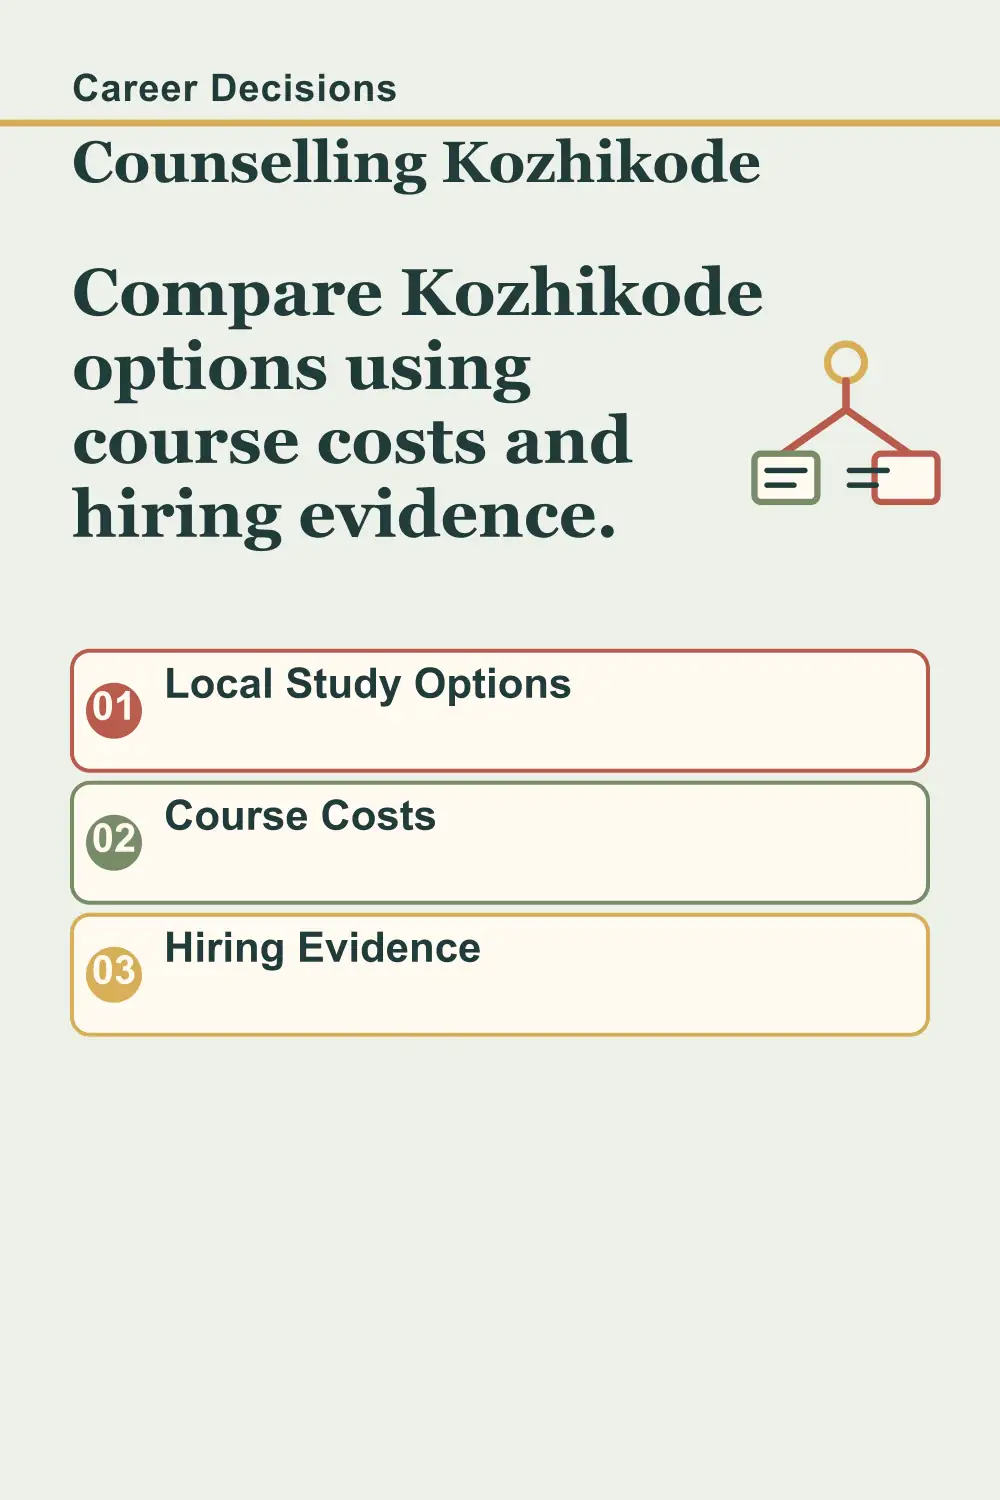 Career Decisions
Counselling Kozhikode
Compare Kozhikode
options using
course costs and
hiring evidence.
01
Local Study Options
02
Course Costs
03
Hiring Evidence